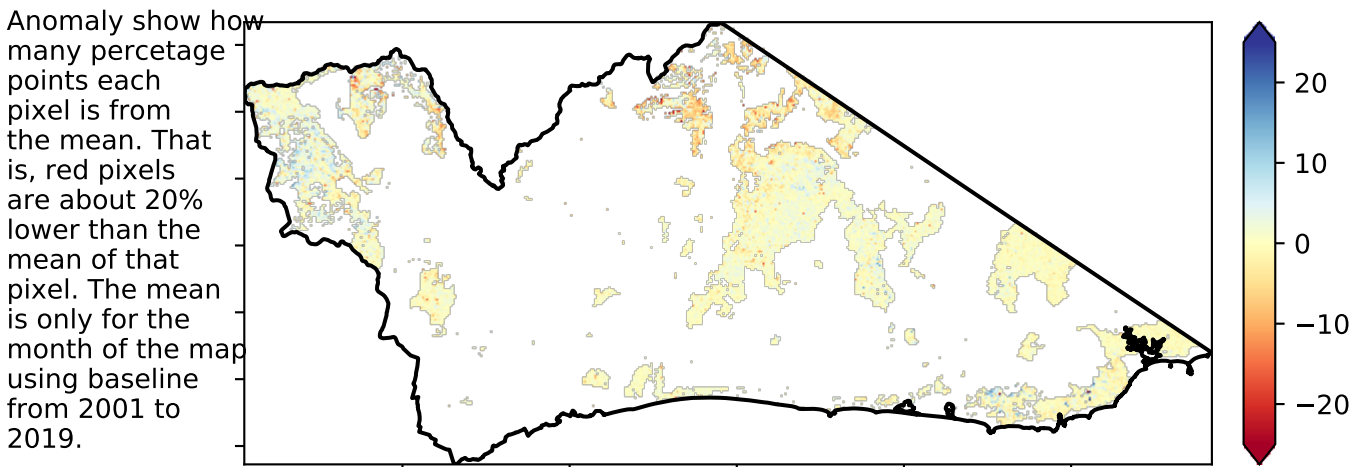 Anomaly show how
many percetage
points each
pixel is from
the mean. That
is, red pixels
are about 20%
lower than the
mean of that
pixel. The mean
is only for the
month of the map
using baseline
from 2001 to
2019.
20
10
0
−10
−20